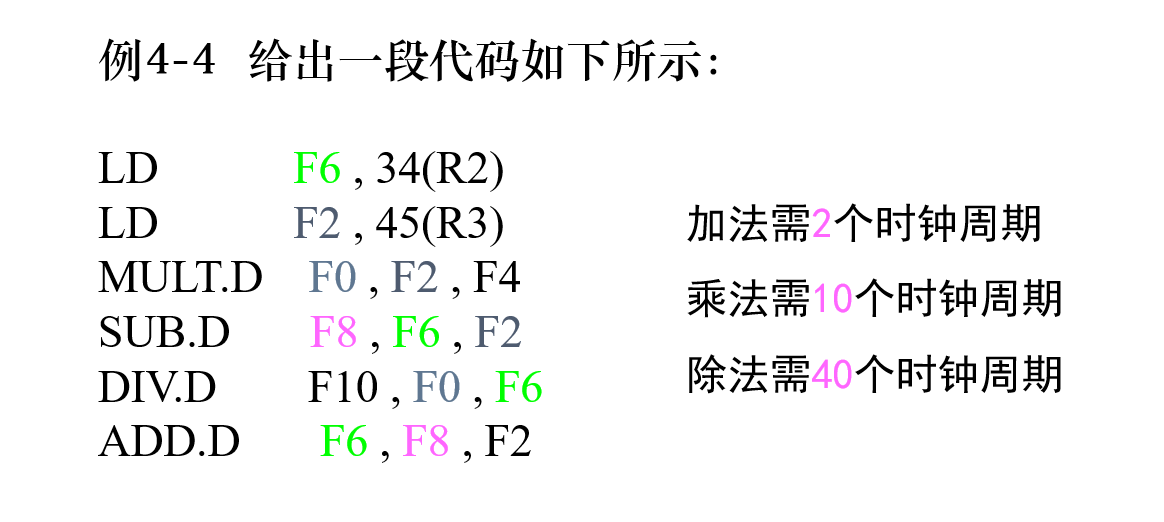 例4-4 给出一段代码如下所示:
LD F6 , 34(R2)
LD F2 , 45(R3)
MULT.D F0 , F2 , F4
SUB.D F8 , F6 , F2
DIV.D F10 , F0 , F6
ADD.D F6 , F8 , F2
加法需2个时钟周期
乘法需10个时钟周期
除法需40个时钟周期